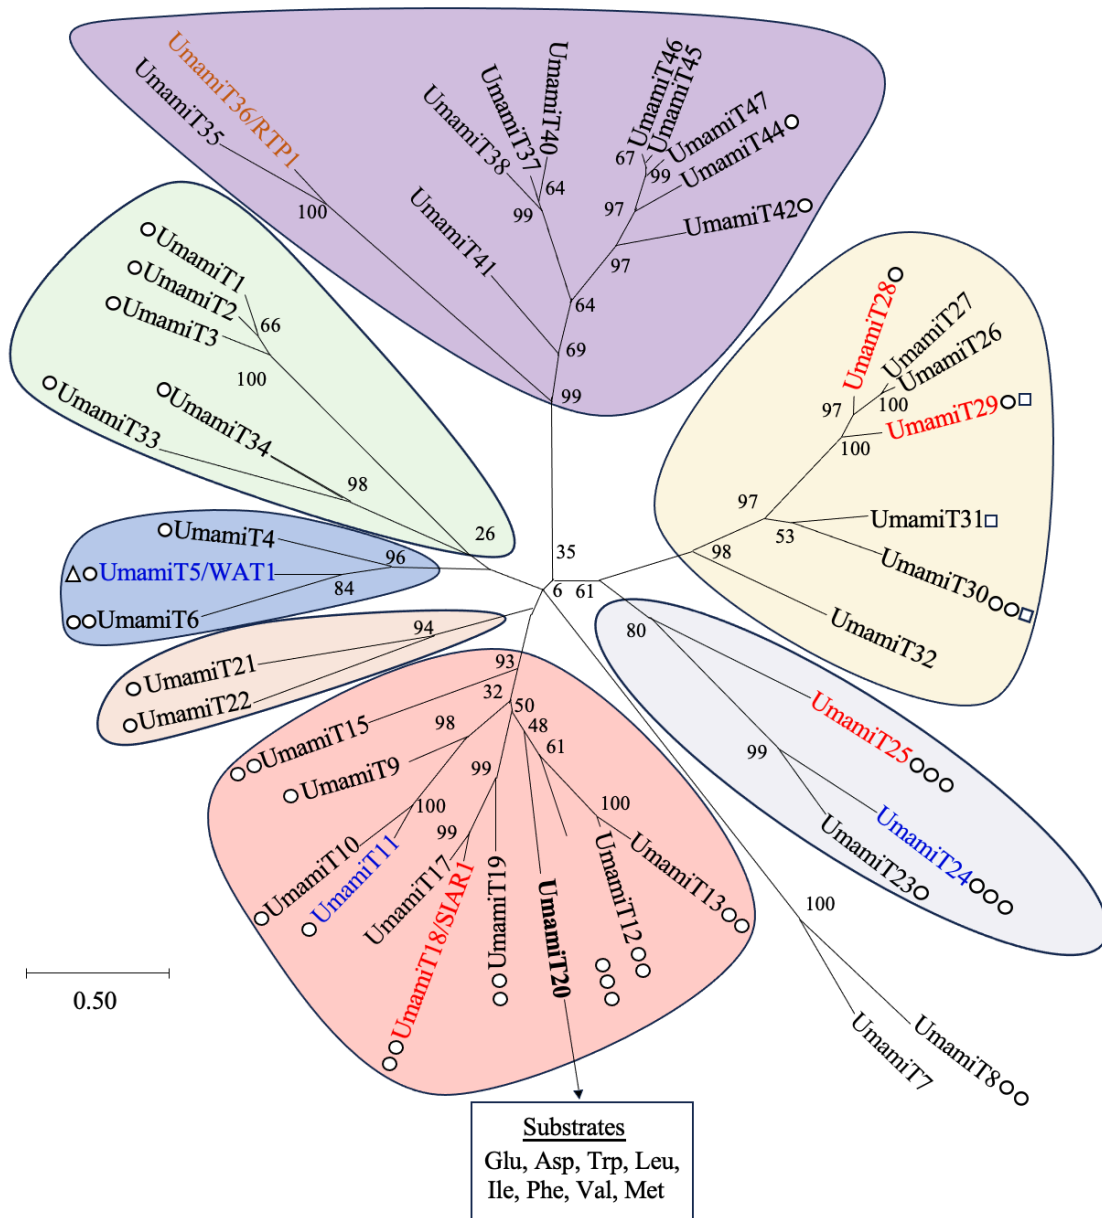 UmamiT36/RTP1
UmamiT35
100
UmamiT38
UmamiT37
UmamiT40
64
99
UmamiT41
UmamiT46
UmamiT45
67
UmamiT47
99
UmamiT44
97
UmamiT42
97
64
69
99
UmamiT1
UmamiT2
UmamiT3
66
100
UmamiT34
UmamiT33
98
26
UmamiT28
UmamiT27
UmamiT26
97
100
UmamiT29
100
97
UmamiT31
53
UmamiT30
98
UmamiT32
UmamiT4
96
UmamiT5/WAT1
84
UmamiT6
35
6
61
94
UmamiT21
UmamiT22
80
UmamiT25
99
UmamiT24
UmamiT23
93
32
50
48
61
UmamiT15
98
UmamiT9
99
100
99
100
UmamiT10
UmamiT11
UmamiT17
UmamiT18/SIAR1
UmamiT19
UmamiT20
UmamiT12
UmamiT13
100
UmamiT8
UmamiT7
0.50
Substrates
Glu, Asp, Trp, Leu,
Ile, Phe, Val, Met